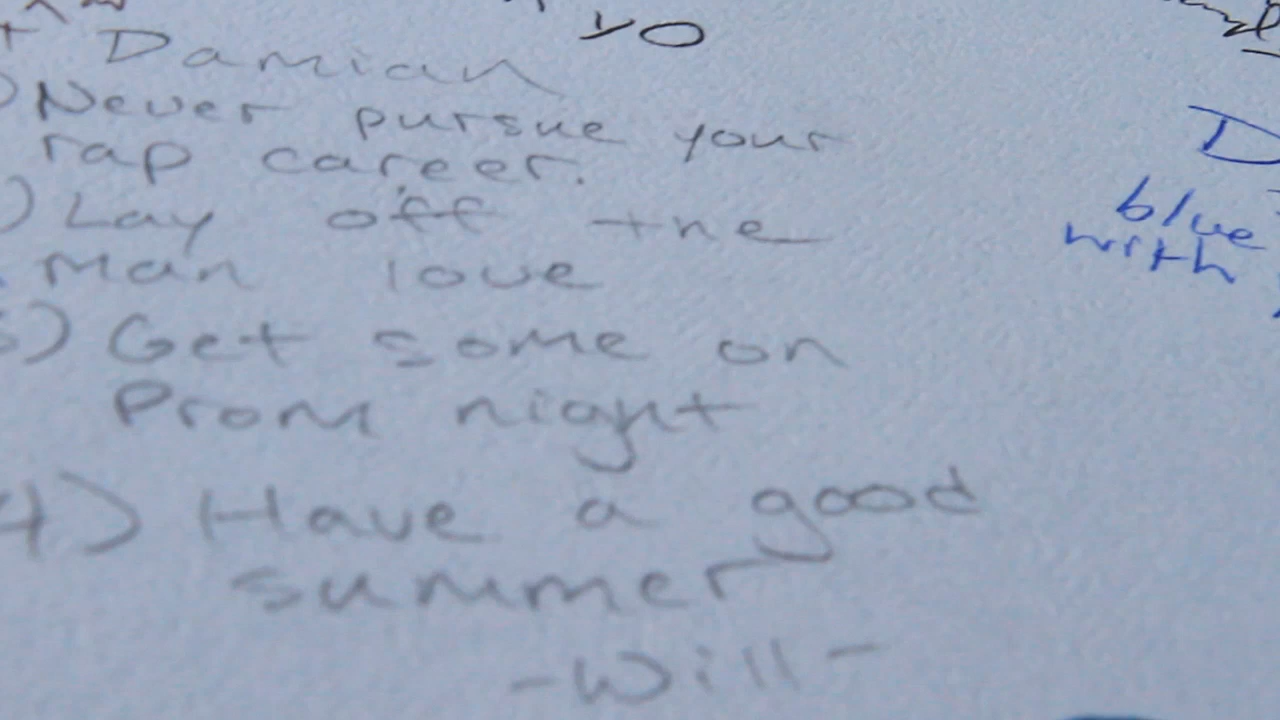 yo
Damian
Never pursue your
rap career.
) Lay off the
Man love
) Get some on
Prom night
4) Have a good
summer
-Will-
D
blue
with